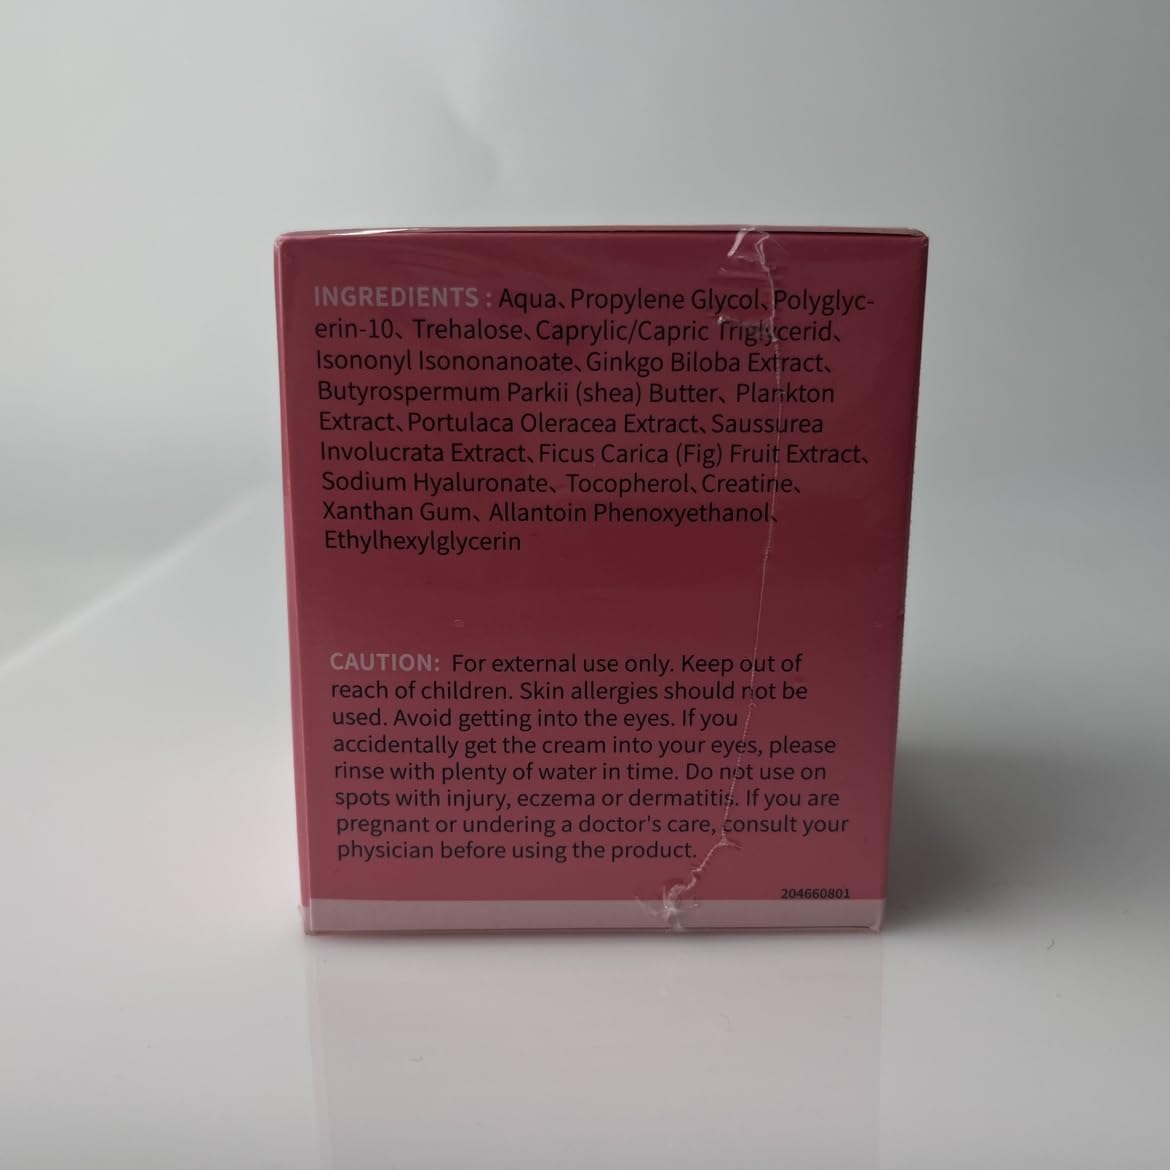 INGREDIENTS : Aqua、Propylene Glycol、Polyglyc-
erin-10、 Trehalose、Caprylic/Capric Triglycerid、
Isononyl Isononanoate、Ginkgo Biloba Extract、
Butyrospermum Parkii (shea) Butter、 Plankton
Extract、Portulaca Oleracea Extract、Saussurea
Involucrata Extract、Ficus Carica (Fig) Fruit Extract、
Sodium Hyaluronate、 Tocopherol、Creatine、
Xanthan Gum、 Allantoin Phenoxyethanol、
Ethylhexylglycerin
CAUTION: For external use only. Keep out of
reach of children. Skin allergies should not be
used. Avoid getting into the eyes. If you
accidentally get the cream into your eyes, please
rinse with plenty of water in time. Do not use on
spots with injury, eczema or dermatitis. If you are
pregnant or undering a doctor's care, consult your
physician before using the product.
204660801